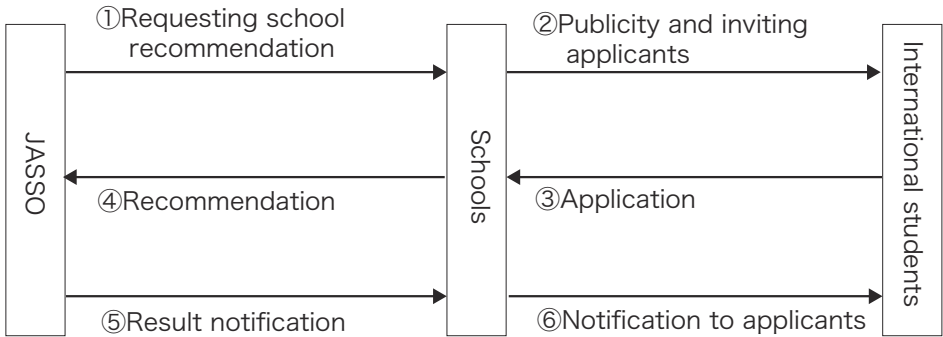 ①Requesting school
recommendation
②Publicity and inviting
applicants
JASSO
Schools
International students
④Recommendation
③Application
⑤Result notification
⑥Notification to applicants